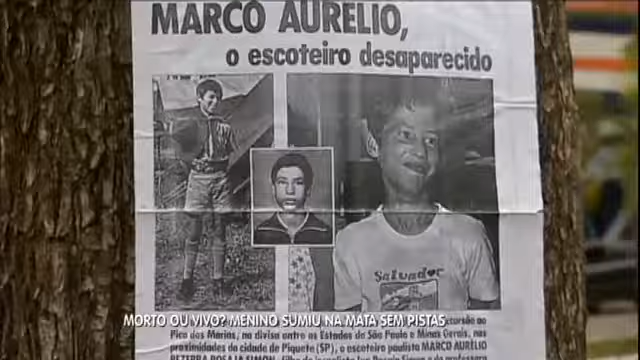 MARCO AURELIO,
o escoteiro desaparecido
Salvador
MORTO OU VIVO? MENINO SUMIU NA MATA SEM PISTAS
excursão ao
Pico dos Marins, na divisa entre os Estados de São Paulo e Minas Gerais, nas
proximidades da cidade de Piquete (SP), o escoteiro paulista MARCO AURÉLIO